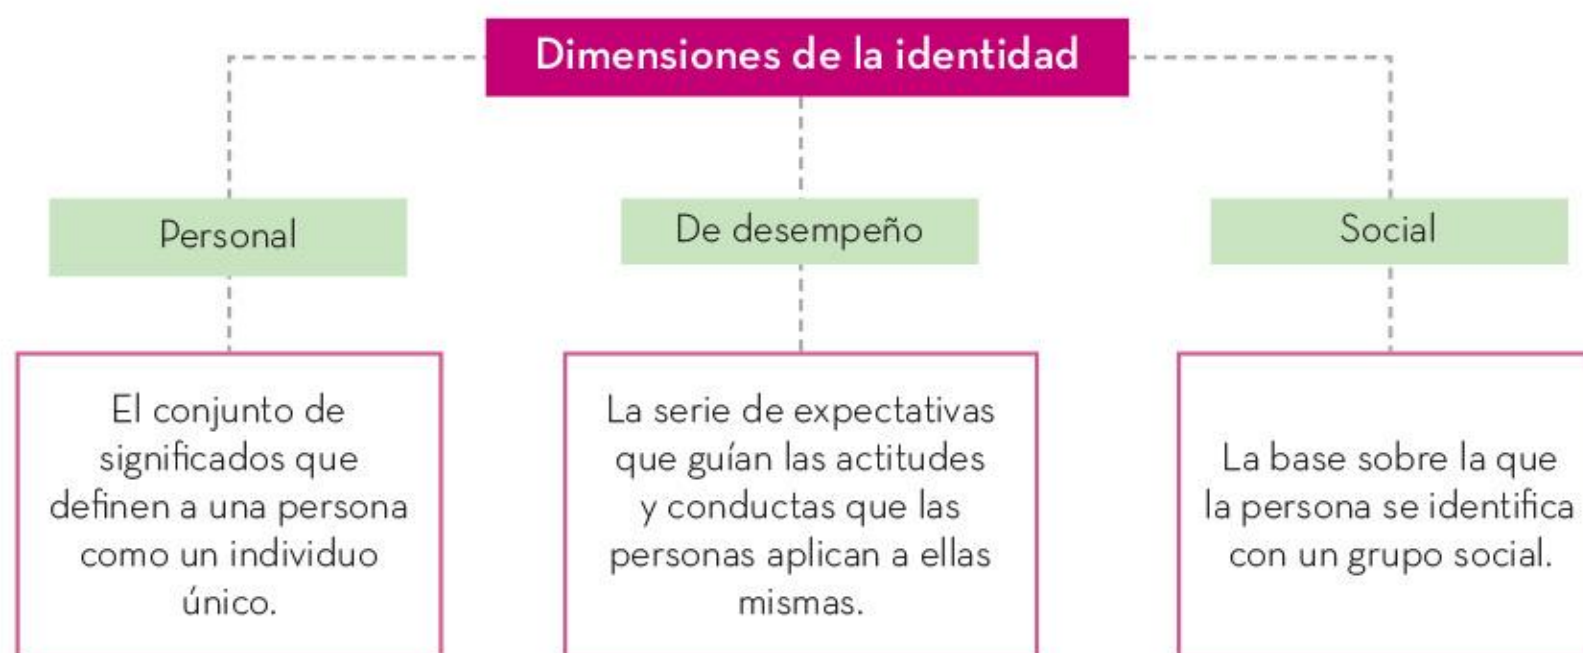 Dimensiones de la identidad
Personal
De desempeño
Social
El conjunto de
significados que
definen a una persona
como un individuo
único.
La serie de expectativas
que guían las actitudes
y conductas que las
personas aplican a ellas
mismas.
La base sobre la que
la persona se identifica
con un grupo social.